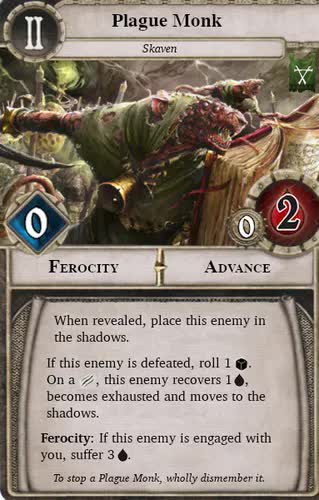 II
Plague Monk
Skaven
0
0
2
FEROCITY
ADVANCE
When revealed, place this enemy in
the shadows.
If this enemy is defeated, roll 1 .
On a , this enemy recovers 1 ,
becomes exhausted and moves to the
shadows.
Ferocity: If this enemy is engaged with
you, suffer 3 .
To stop a Plague Monk, wholly dismember it.